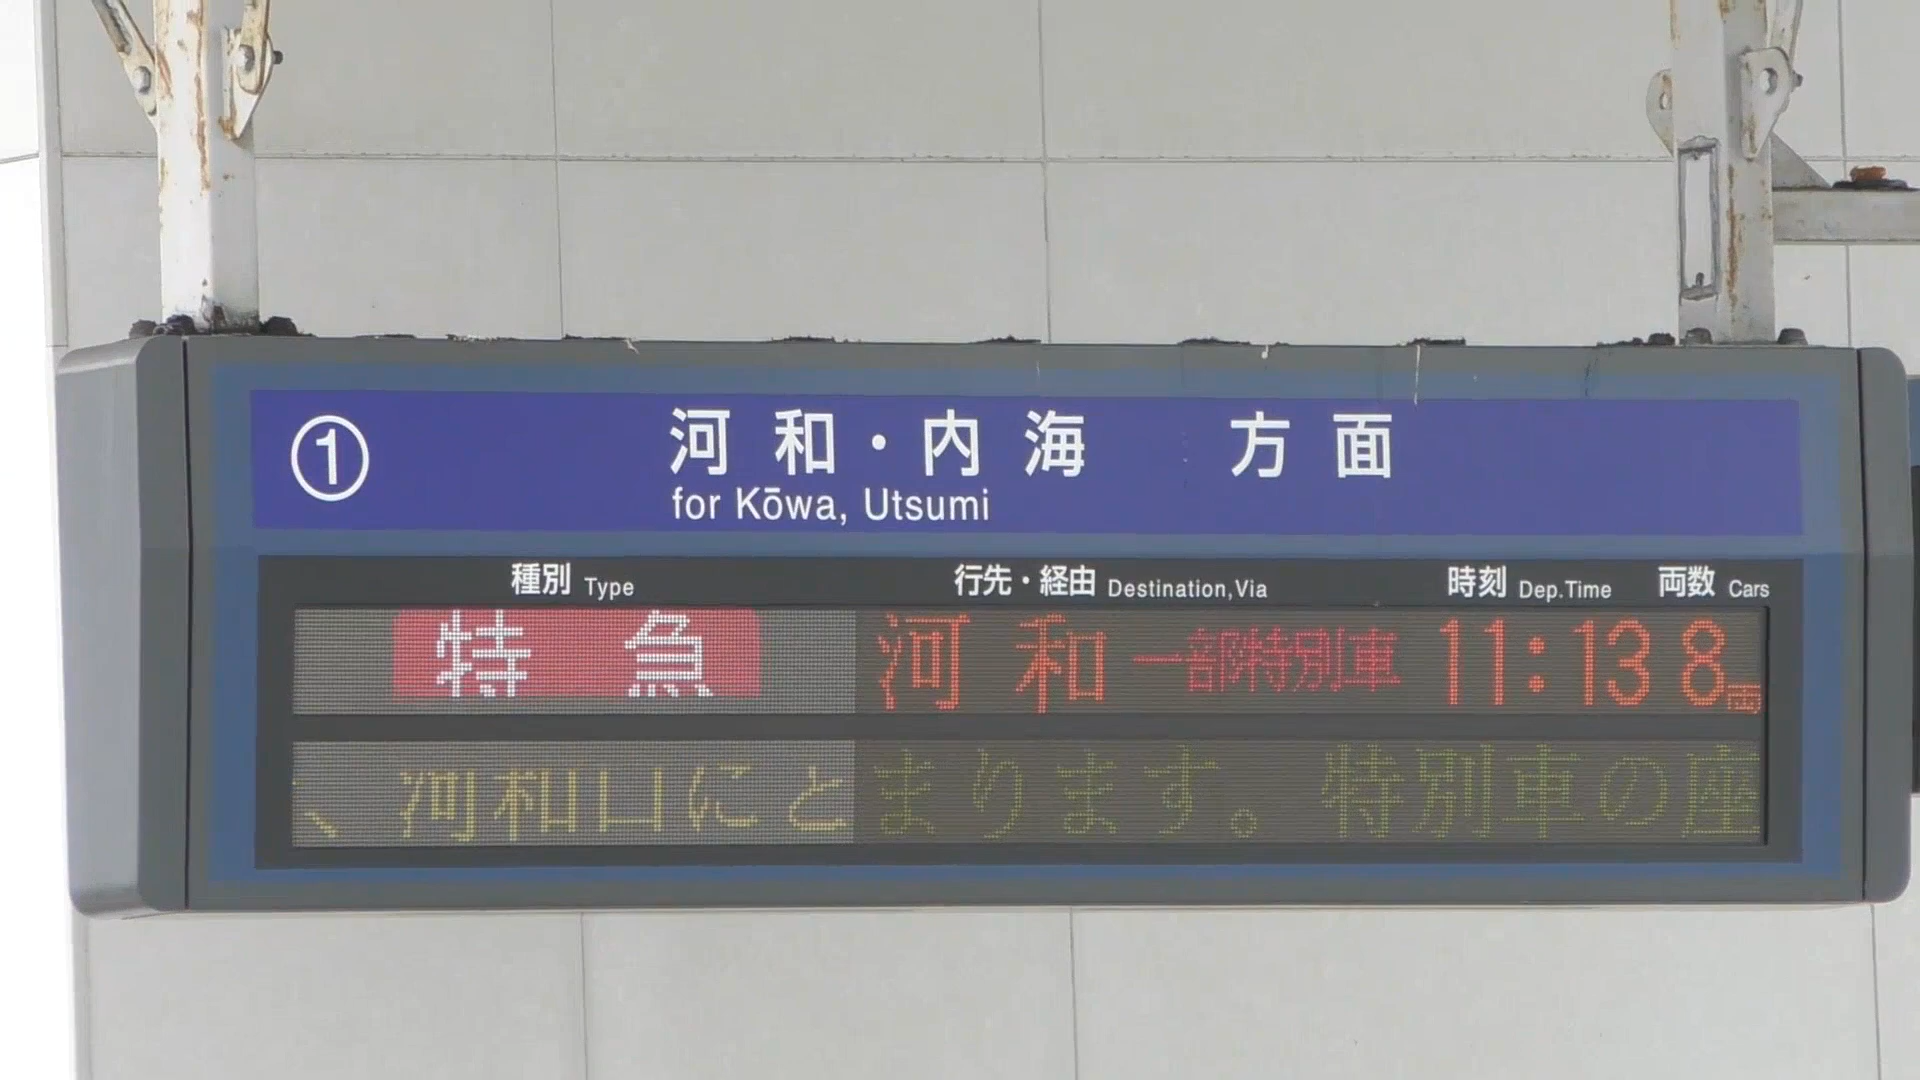 ① 河和・内海 方面
for Kōwa, Utsumi
種別 Type 行先・経由 Destination,Via 時刻 Dep.Time 両数 Cars
特急 河和 一部特別車 11:13 8両
、河和口にとまります。特別車の座